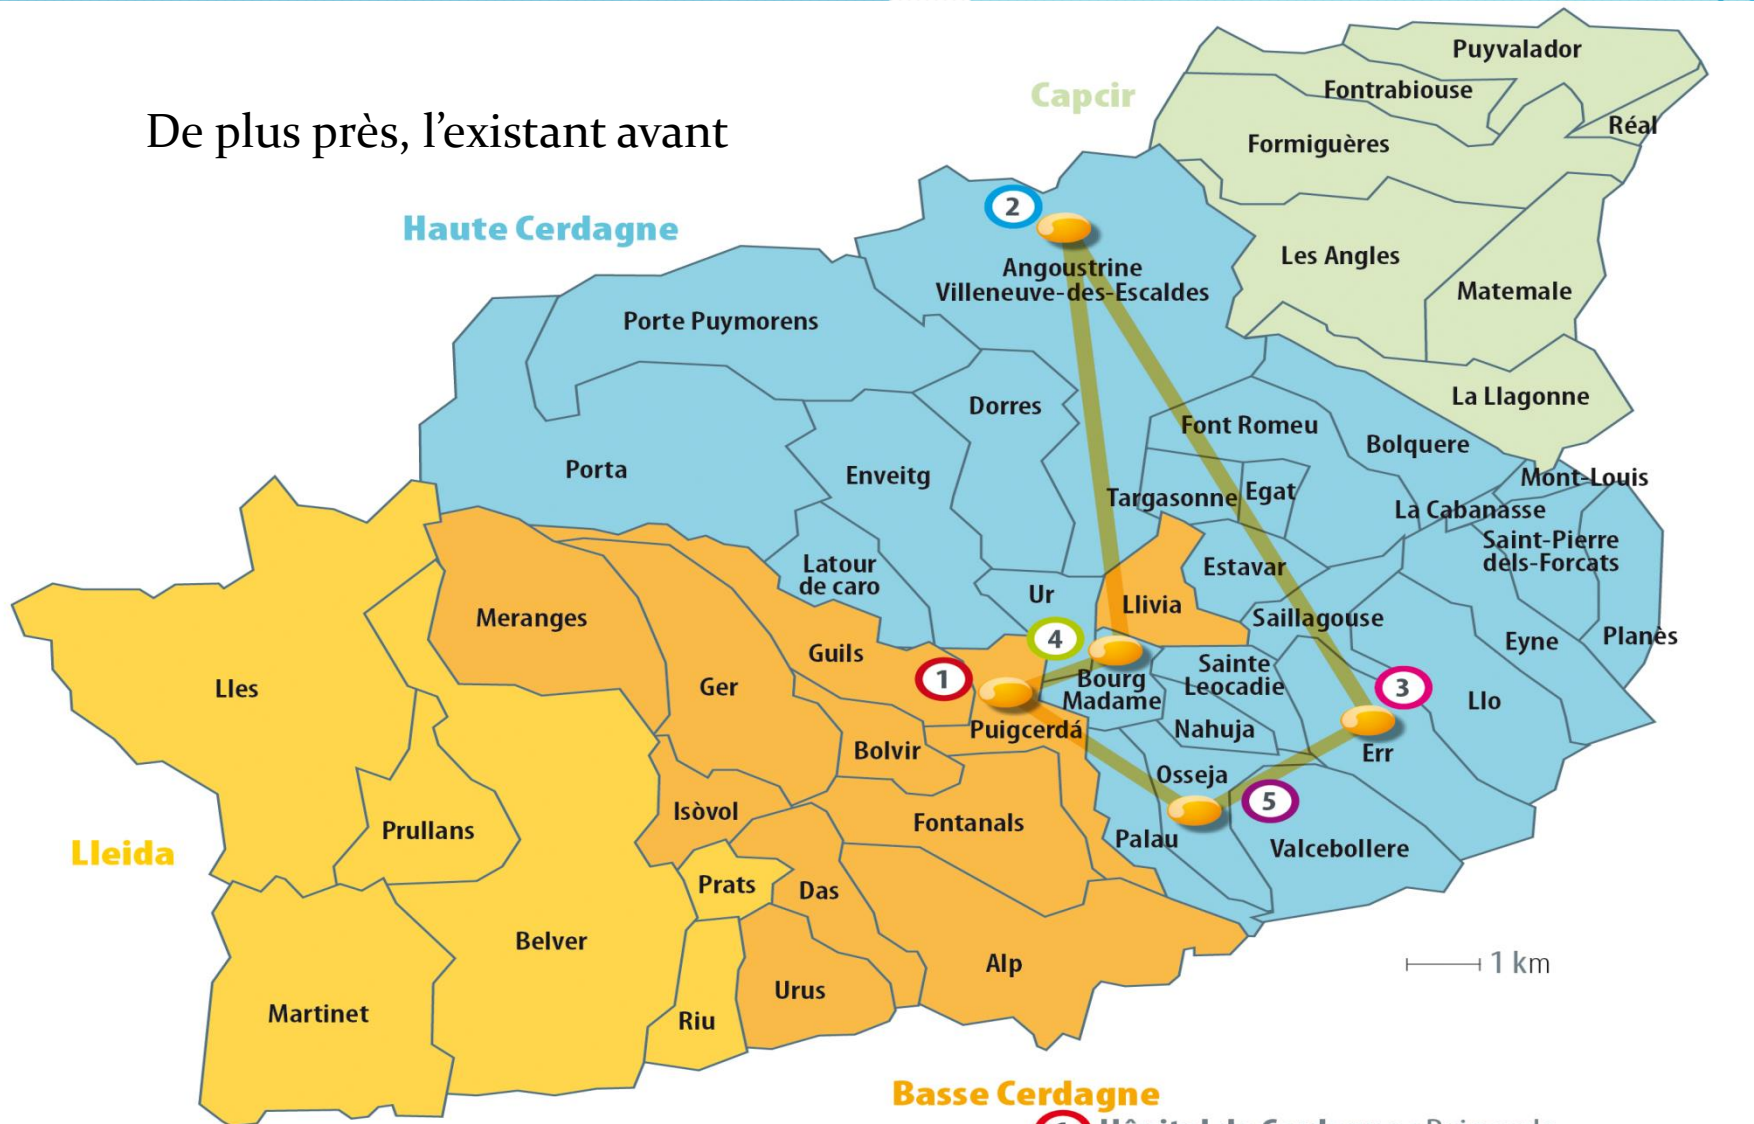 Puyvalador
Capcir
Fontrabiouse
De plus près, l’existant avant
Réal
Formiguères
2
Haute Cerdagne
Les Angles
Angoustrine
Villeneuve-des-Escaldes
Matemale
Porte Puymorens
La Llagonne
Dorres
Font Romeu
Bolquere
Porta
Enveitg
Mont-Louis
Targasonne
Egat
La Cabanasse
Saint-Pierre
dels-Forcats
Latour
de caro
Estavar
Ur
Llivia
Meranges
Saillagouse
4
Eyne
Planès
Guils
Sainte
Leocadie
1
Bourg
Madame
3
Lles
Ger
Llo
Puigcerdá
Nahuja
Bolvir
Err
Osseja
5
Isòvol
Fontanals
Prullans
Palau
Valcebollere
Lleida
Prats
Das
Belver
Alp
1 km
Urus
Martinet
Riu
Basse Cerdagne